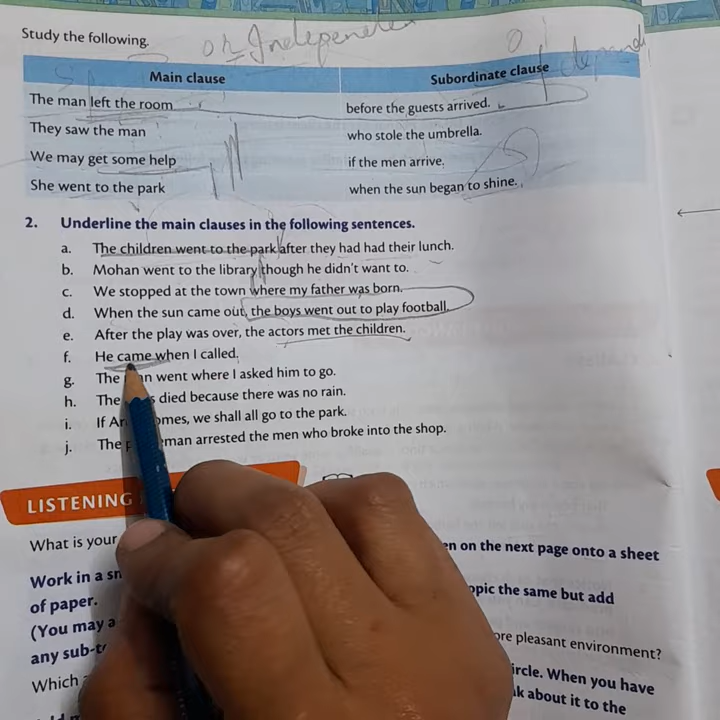 Study the following.
or Independen
Main clause Subordinate clause
The man left the room before the guests arrived.
They saw the man who stole the umbrella.
We may get some help if the men arrive.
She went to the park when the sun began to shine.
2. Underline the main clauses in the following sentences.
a. The children went to the park after they had had their lunch.
b. Mohan went to the library though he didn't want to.
c. We stopped at the town where my father was born.
d. When the sun came out, the boys went out to play football.
e. After the play was over, the actors met the children.
f. He came when I called.
g. The went where I asked him to go.
h. The died because there was no rain.
i. If we shall all go to the park.
j. The arrested the men who broke into the shop.
LISTENING
What is your on the next page onto a sheet
Work in a the same but add
of paper.
(You may pleasant environment?
any When you have
Which about it to the